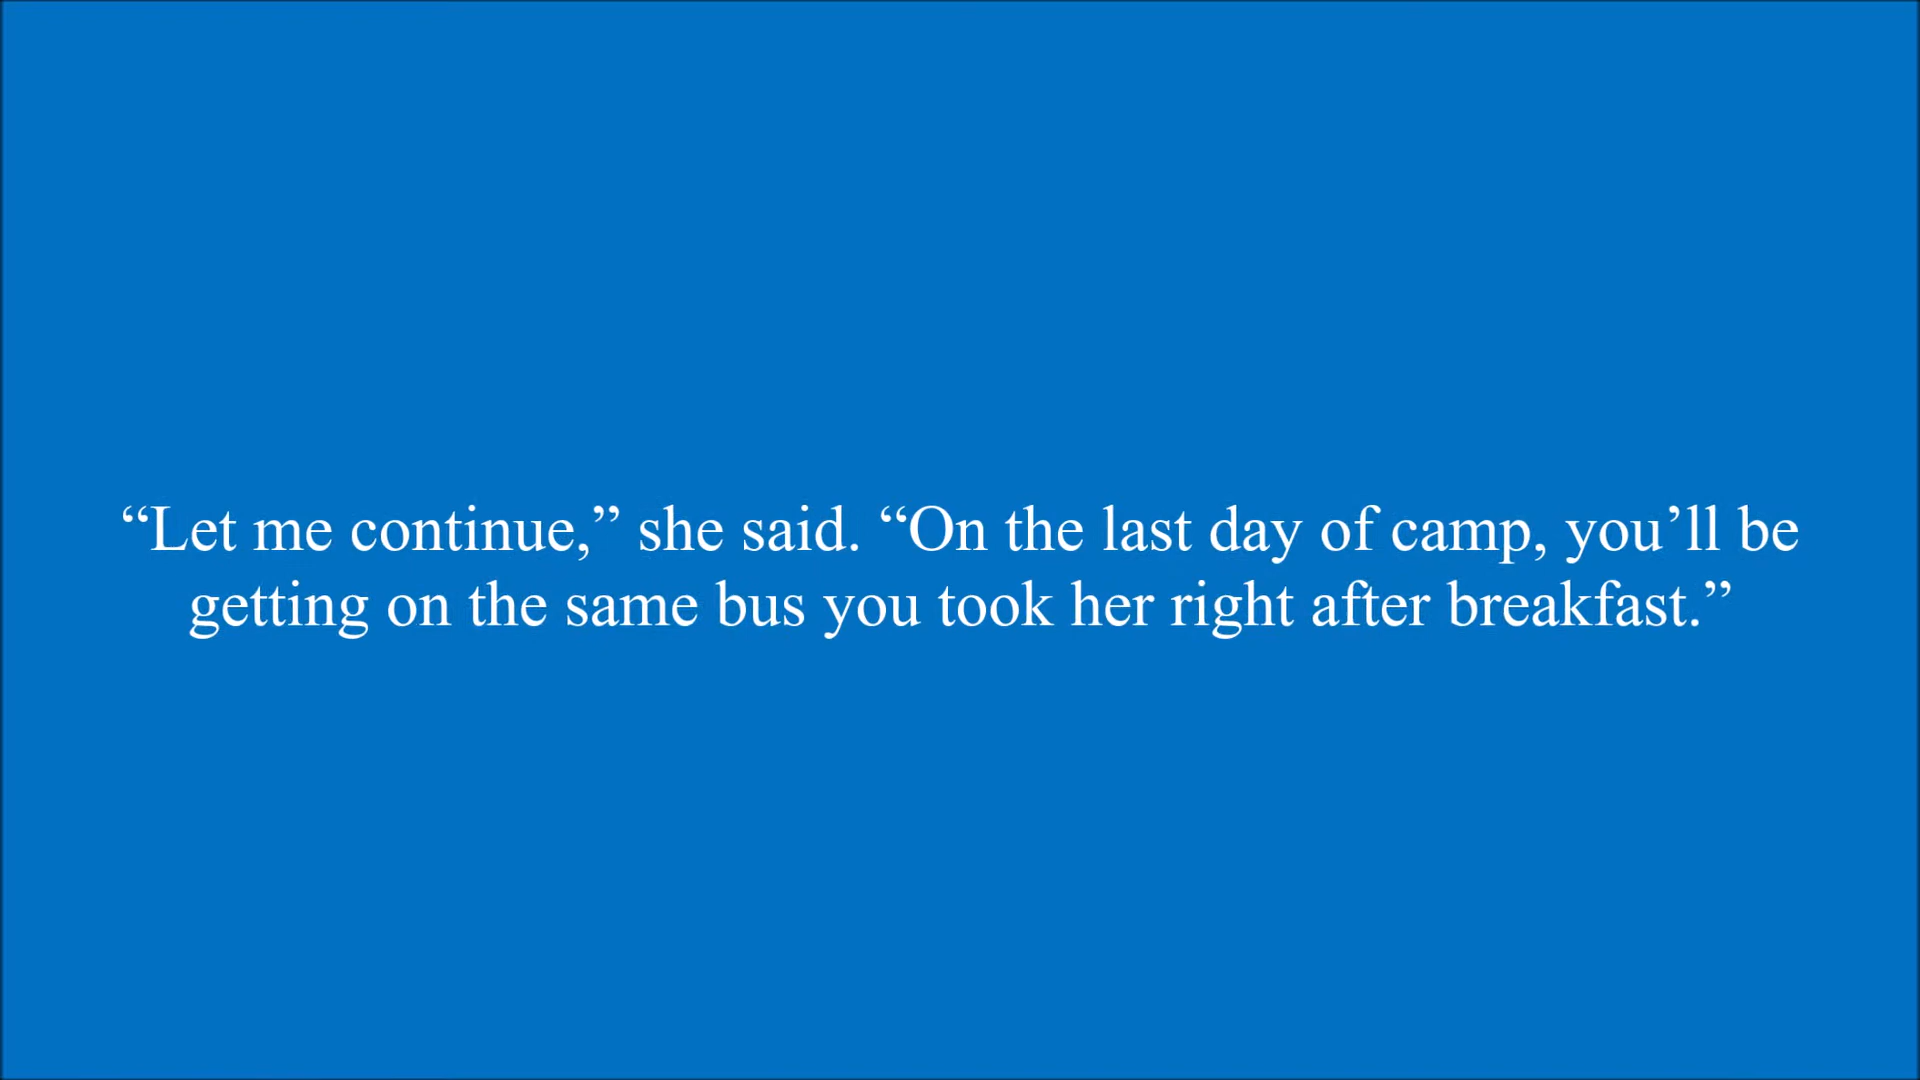 “Let me continue,” she said. “On the last day of camp, you’ll be
getting on the same bus you took her right after breakfast.”